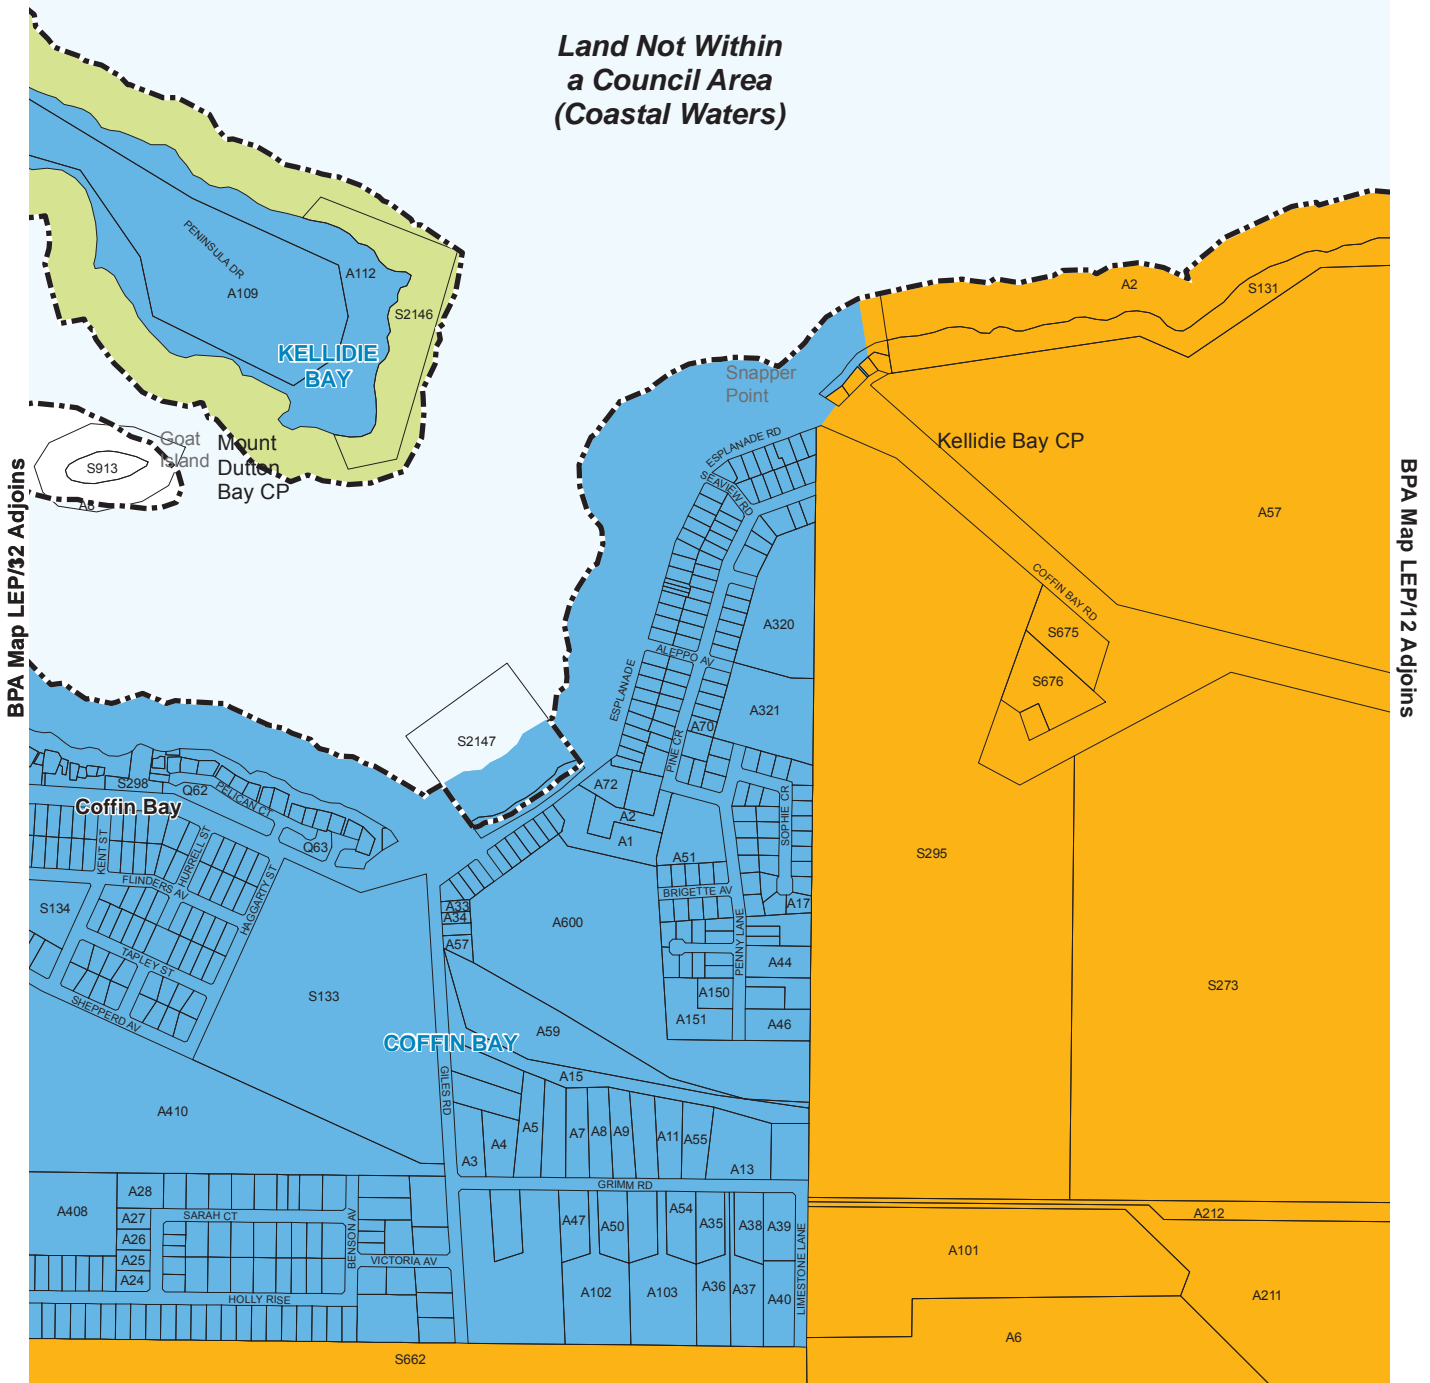 Land Not Within
a Council Area
(Coastal Waters)
PENINSULA DR
A112
A109
S2146
KELLIDIE
BAY
A2
S131
Snapper
Point
Goat
Island
Mount
Dutton
Bay CP
S913
A8
ESPLANADE RD
SEAVIEW RD
Kellidie Bay CP
A57
BPA Map LEP/32 Adjoins
BPA Map LEP/12 Adjoins
COFFIN BAY RD
S675
S676
A320
ALEPPO AV
ESPLANADE
A321
A70
PINE CR
S2147
S298
Q62
PELICAN CT
Coffin Bay
Q63
KENT ST
HURRELL ST
FLINDERS AV
HAGGARTY ST
S134
TAPLEY ST
SHEPPERD AV
S133
A72
A2
A1
A51
SOPHIE CR
BRIGETTE AV
A17
PENNY LANE
A33
A34
A57
A600
A44
A150
A151
A46
S295
S273
A59
COFFIN BAY
A15
GILES RD
A410
A5
A4
A3
A7
A8
A9
A11
A55
A13
GRIMM RD
A28
A408
A27
SARAH CT
A26
A25
A24
BENSON AV
VICTORIA AV
HOLLY RISE
A47
A50
A54
A35
A38
A39
A102
A103
A36
A37
A40
LIMESTONE LANE
A212
A101
A211
A6
S662